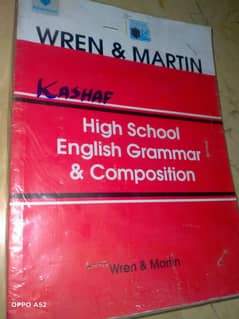 WREN & MARTIN
KASHAF
High School
English Grammar
& Composition
Wren & Martin
OPPO A52